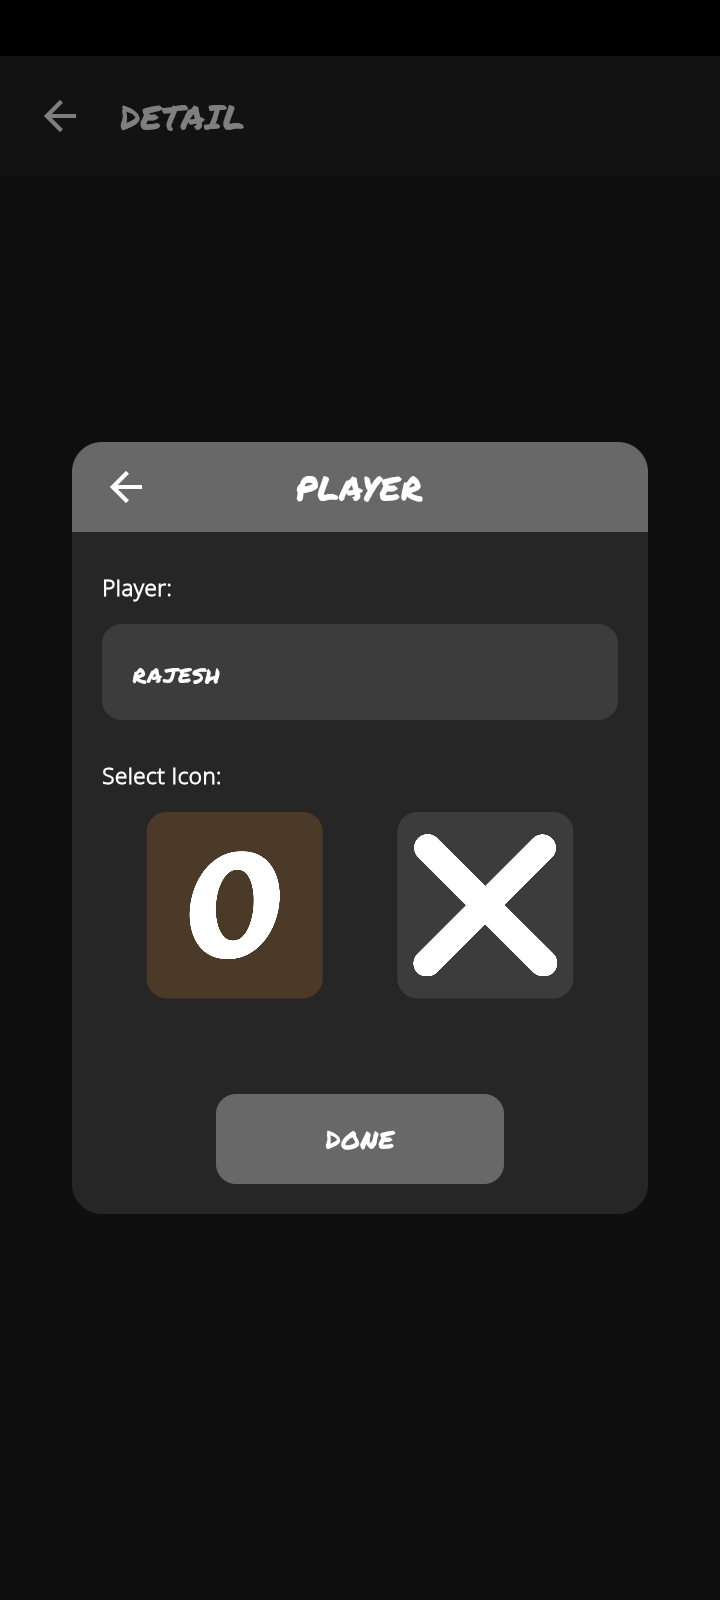 DETAIL
PLAYER
Player:
RAJESH
Select Icon:
O X
DONE